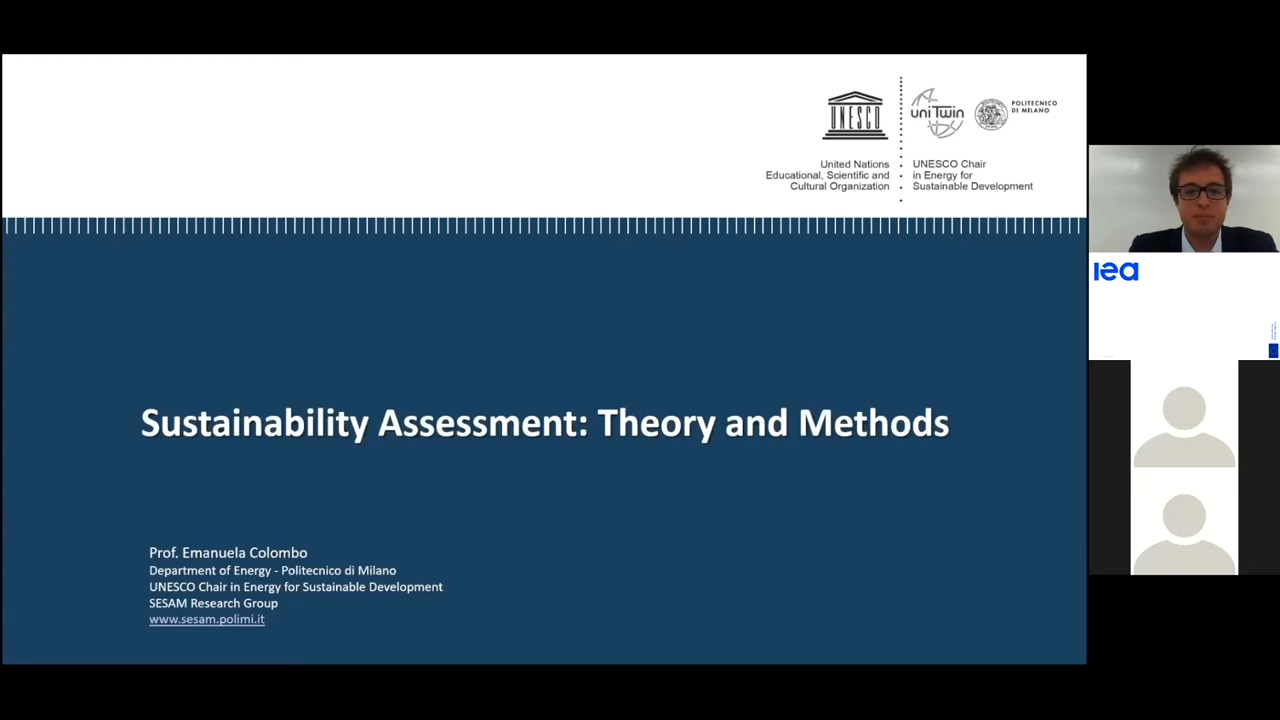 UNESCO
uniTwin
POLITECNICO
DI MILANO
United Nations
Educational, Scientific and
Cultural Organization
UNESCO Chair
in Energy for
Sustainable Development
iea
Sustainability Assessment: Theory and Methods
Prof. Emanuela Colombo
Department of Energy - Politecnico di Milano
UNESCO Chair in Energy for Sustainable Development
SESAM Research Group
www.sesam.polimi.it